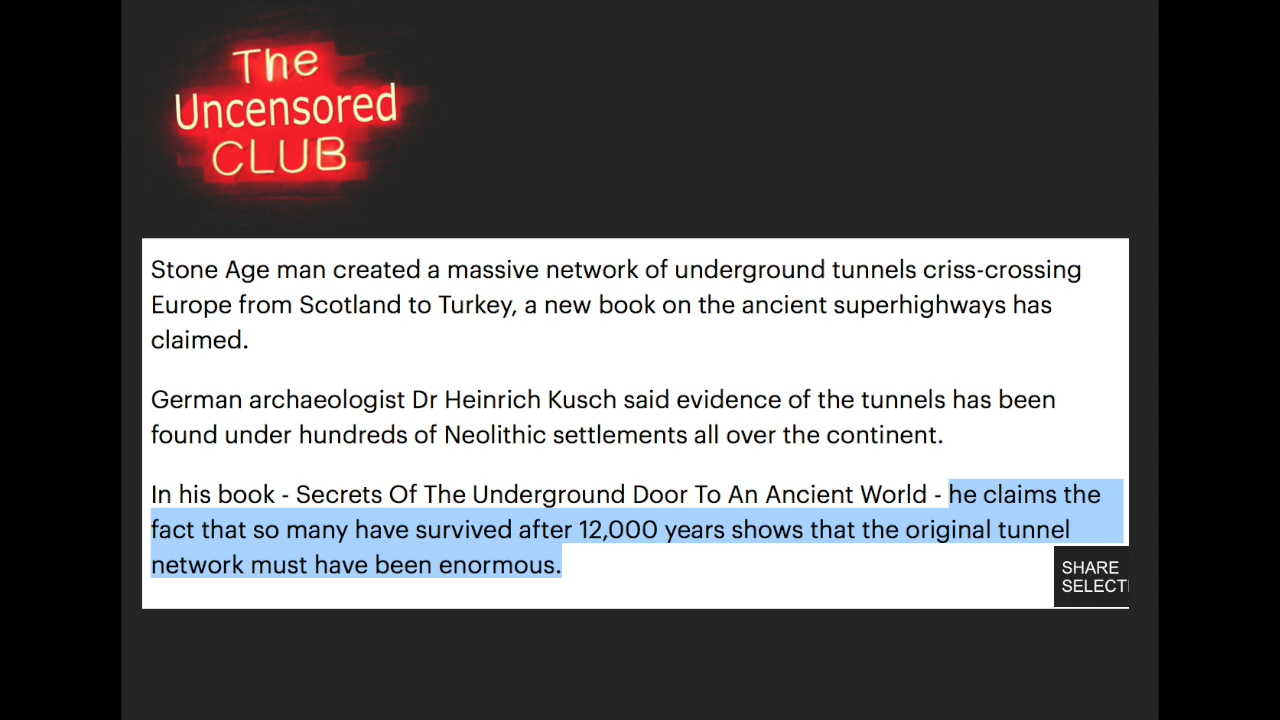 The
Uncensored
CLUB
Stone Age man created a massive network of underground tunnels criss-crossing
Europe from Scotland to Turkey, a new book on the ancient superhighways has
claimed.
German archaeologist Dr Heinrich Kusch said evidence of the tunnels has been
found under hundreds of Neolithic settlements all over the continent.
In his book - Secrets Of The Underground Door To An Ancient World - he claims the
fact that so many have survived after 12,000 years shows that the original tunnel
network must have been enormous.
SHARE
SELECTI